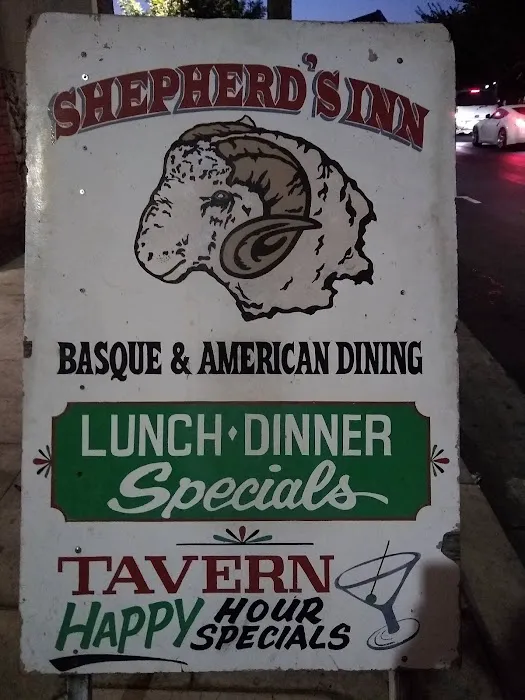 SHEPHERD'S INN
BASQUE & AMERICAN DINING
LUNCH · DINNER
Specials
TAVERN
HAPPY HOUR
SPECIALS